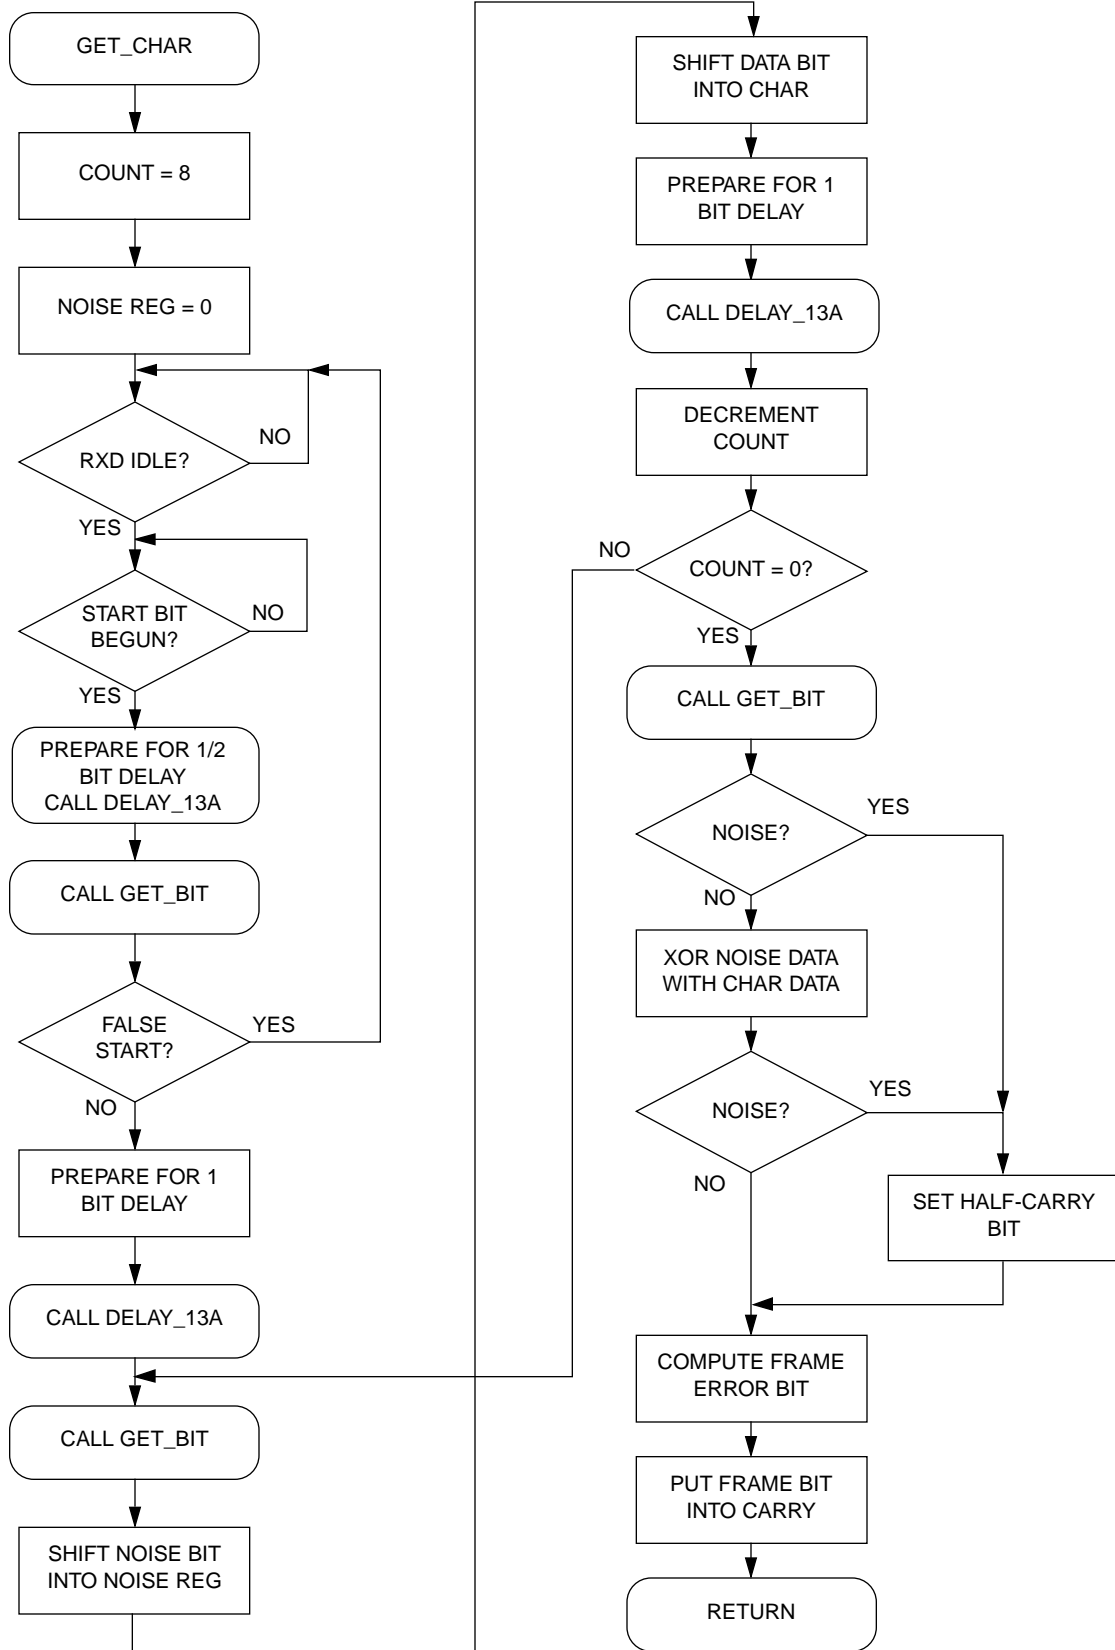 GET_CHAR
COUNT = 8
NOISE REG = 0
RXD IDLE?
NO
YES
START BIT
BEGUN?
NO
YES
PREPARE FOR 1/2
BIT DELAY
CALL DELAY_13A
CALL GET_BIT
FALSE
START?
YES
NO
PREPARE FOR 1
BIT DELAY
CALL DELAY_13A
CALL GET_BIT
SHIFT NOISE BIT
INTO NOISE REG
SHIFT DATA BIT
INTO CHAR
PREPARE FOR 1
BIT DELAY
CALL DELAY_13A
DECREMENT
COUNT
NO
COUNT = 0?
YES
CALL GET_BIT
NOISE?
YES
NO
XOR NOISE DATA
WITH CHAR DATA
NOISE?
YES
NO
SET HALF-CARRY
BIT
COMPUTE FRAME
ERROR BIT
PUT FRAME BIT
INTO CARRY
RETURN